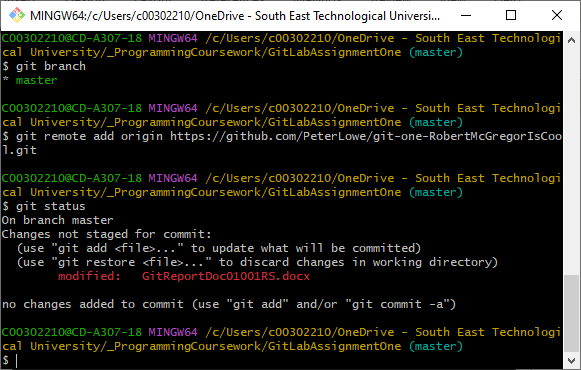 MINGW64:/c/Users/c00302210/OneDrive - South East Technological Universi...
C00302210@CD-A307-18 MINGW64 /c/Users/c00302210/OneDrive - South East Technologi
cal University/_ProgrammingCoursework/GitLabAssignmentOne (master)
$ git branch
* master
C00302210@CD-A307-18 MINGW64 /c/Users/c00302210/OneDrive - South East Technologi
cal University/_ProgrammingCoursework/GitLabAssignmentOne (master)
$ git remote add origin https://github.com/PeterLowe/git-one-RobertMcGregorIsCoo
l.git
C00302210@CD-A307-18 MINGW64 /c/Users/c00302210/OneDrive - South East Technologi
cal University/_ProgrammingCoursework/GitLabAssignmentOne (master)
$ git status
On branch master
Changes not staged for commit:
  (use "git add <file>..." to update what will be committed)
  (use "git restore <file>..." to discard changes in working directory)
        modified:   GitReportDoc01001RS.docx
no changes added to commit (use "git add" and/or "git commit -a")
C00302210@CD-A307-18 MINGW64 /c/Users/c00302210/OneDrive - South East Technologi
cal University/_ProgrammingCoursework/GitLabAssignmentOne (master)
$